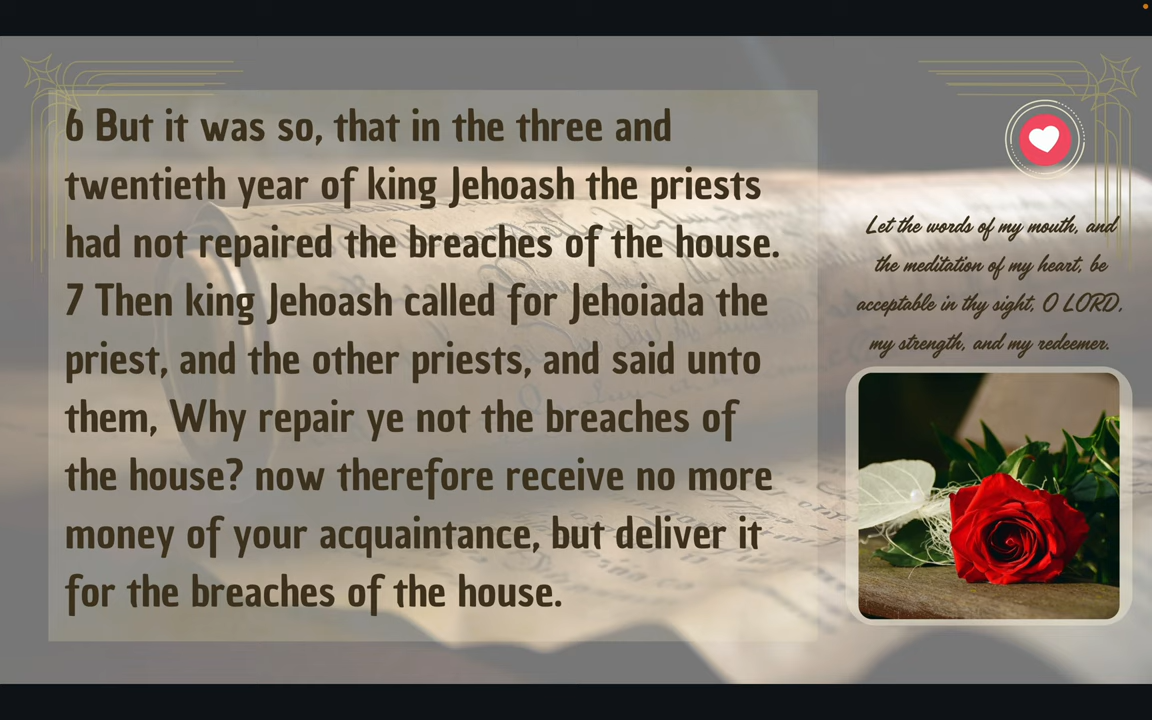 6 But it was so, that in the three and
twentieth year of king Jehoash the priests
had not repaired the breaches of the house.
7 Then king Jehoash called for Jehoiada the
priest, and the other priests, and said unto
them, Why repair ye not the breaches of
the house? now therefore receive no more
money of your acquaintance, but deliver it
for the breaches of the house.
Let the words of my mouth, and
the meditation of my heart, be
acceptable in thy sight, O LORD,
my strength, and my redeemer.